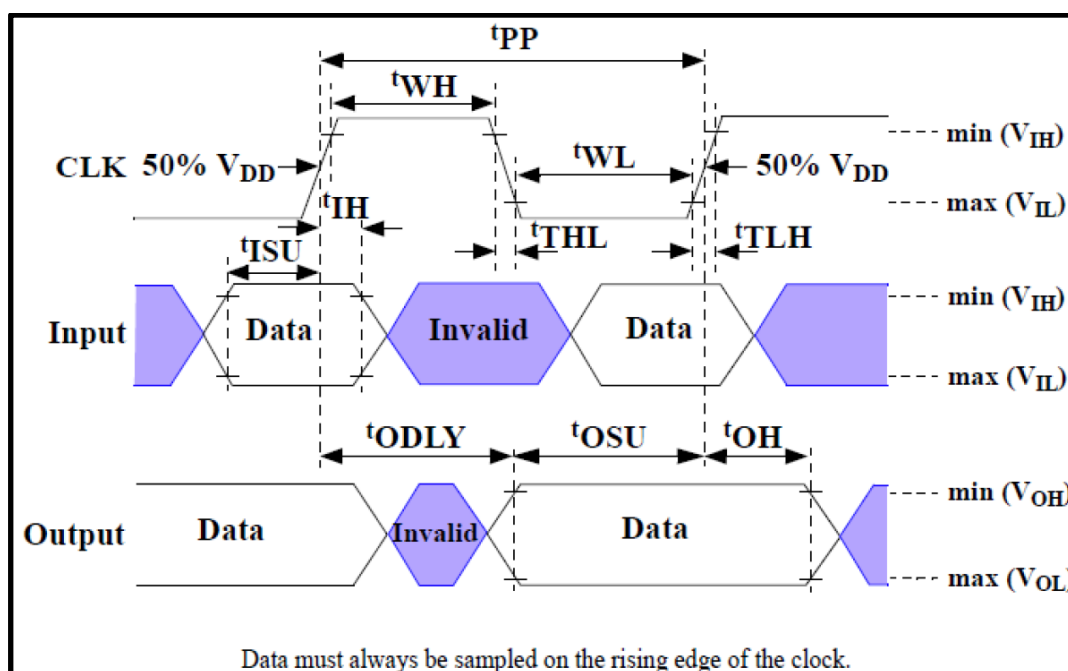 tPP
tWH
min (VIH)
CLK 50% VDD
tWL
50% VDD
max (VIL)
tIH
tTHL
tTLH
tISU
min (VIH)
Input
Data
Invalid
Data
max (VIL)
tODLY
tOSU
tOH
min (VOH)
Output
Data
Invalid
Data
max (VOL)
Data must always be sampled on the rising edge of the clock.